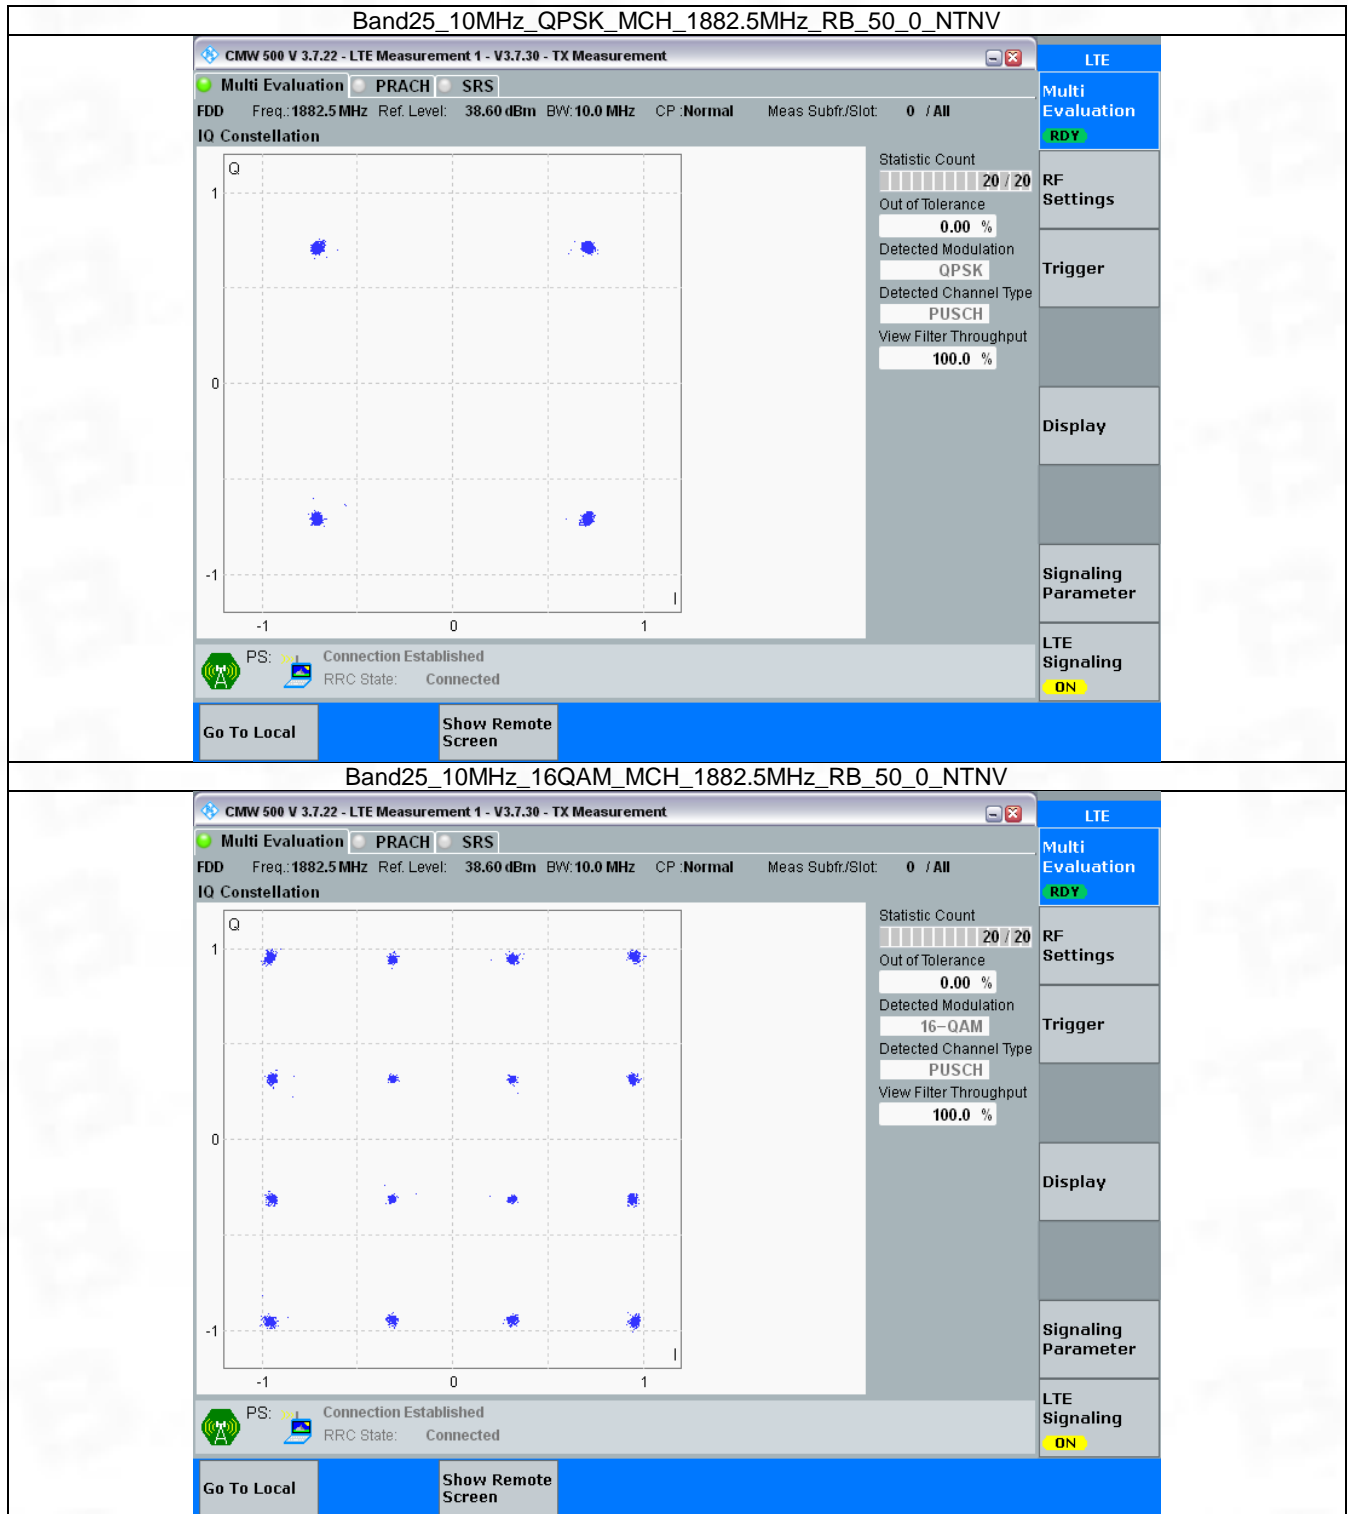 Band25_10MHz_QPSK_MCH_1882.5MHz_RB_50_0_NTNV
CMW 500 V 3.7.22 - LTE Measurement 1 - V3.7.30 - TX Measurement
LTE
Multi Evaluation PRACH SRS
Multi
Evaluation
RDY
FDD Freq.: 1882.5 MHz Ref. Level: 38.60 dBm BW: 10.0 MHz CP : Normal Meas Subfr./Slot: 0 / All
IQ Constellation
Q
1
0
-1
I
-1 0 1
Statistic Count
20 / 20
Out of Tolerance
0.00 %
Detected Modulation
QPSK
Detected Channel Type
PUSCH
View Filter Throughput
100.0 %
RF
Settings
Trigger
Display
Signaling
Parameter
LTE
Signaling
ON
PS: Connection Established
RRC State: Connected
Go To Local
Show Remote
Screen
Band25_10MHz_16QAM_MCH_1882.5MHz_RB_50_0_NTNV
CMW 500 V 3.7.22 - LTE Measurement 1 - V3.7.30 - TX Measurement
LTE
Multi Evaluation PRACH SRS
Multi
Evaluation
RDY
FDD Freq.: 1882.5 MHz Ref. Level: 38.60 dBm BW: 10.0 MHz CP : Normal Meas Subfr./Slot: 0 / All
IQ Constellation
Q
1
0
-1
I
-1 0 1
Statistic Count
20 / 20
Out of Tolerance
0.00 %
Detected Modulation
16-QAM
Detected Channel Type
PUSCH
View Filter Throughput
100.0 %
RF
Settings
Trigger
Display
Signaling
Parameter
LTE
Signaling
ON
PS: Connection Established
RRC State: Connected
Go To Local
Show Remote
Screen